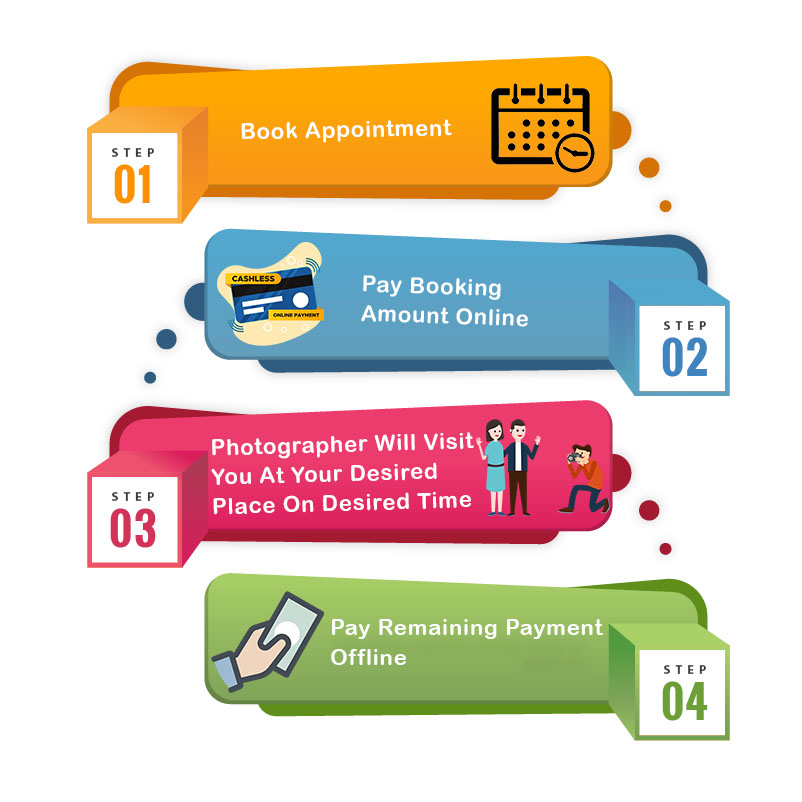 STEP
01
Book Appointment
CASHLESS
ONLINE PAYMENT
Pay Booking
Amount Online
STEP
02
STEP
03
Photographer Will Visit
You At Your Desired
Place On Desired Time
Pay Remaining Payment
Offline
STEP
04